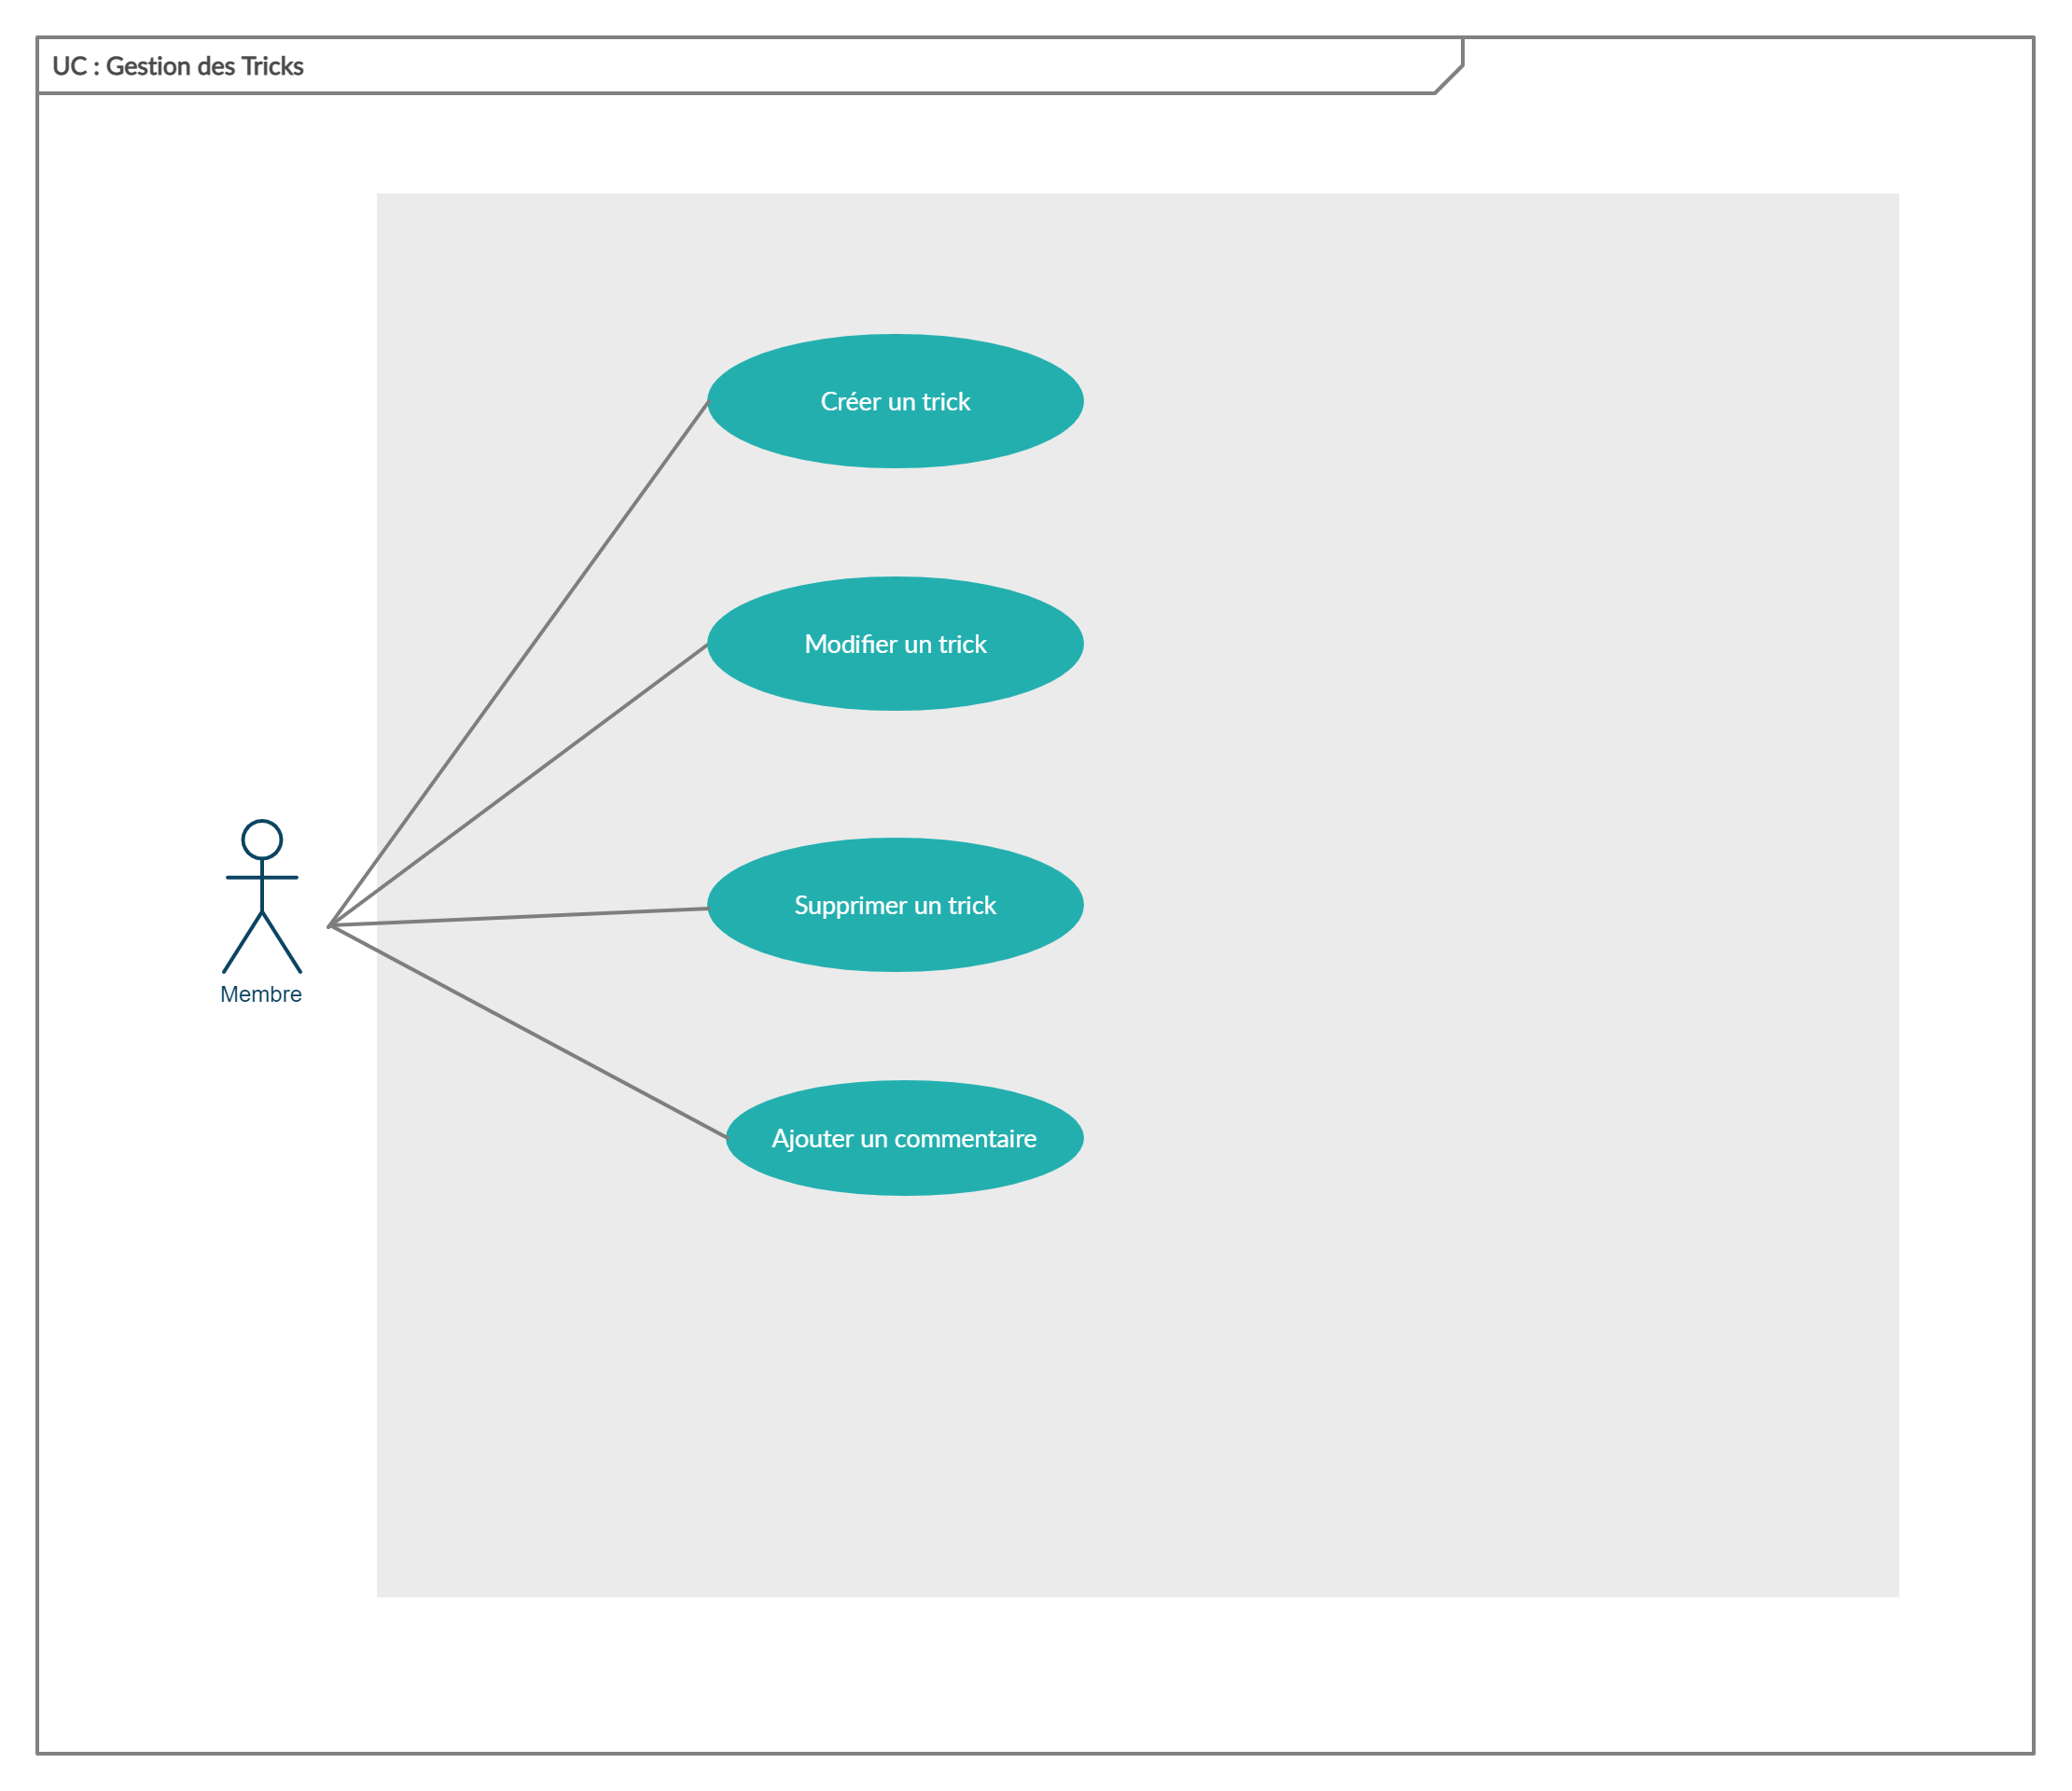 UC : Gestion des Tricks
Créer un trick
Modifier un trick
Supprimer un trick
Membre
Ajouter un commentaire